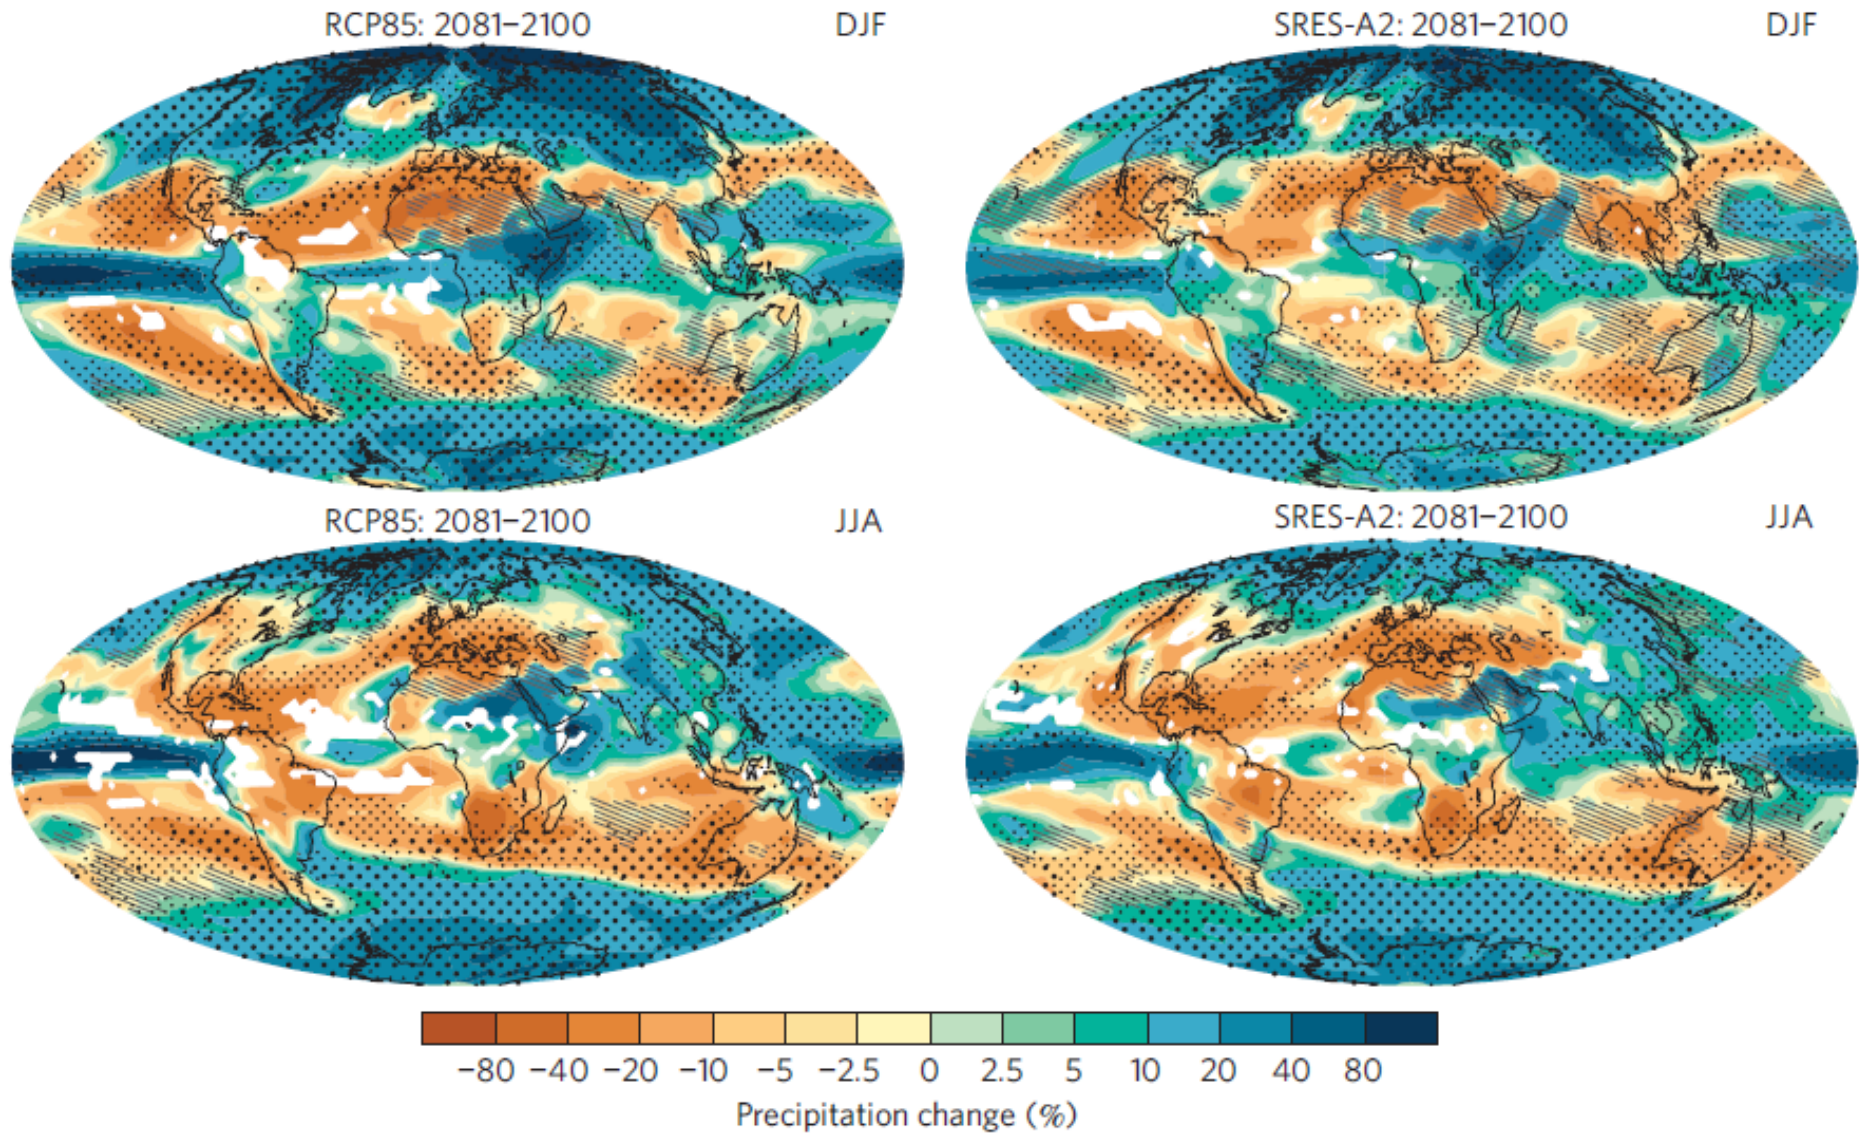 RCP85: 2081–2100 DJF
SRES-A2: 2081–2100 DJF
RCP85: 2081–2100 JJA
SRES-A2: 2081–2100 JJA
−80 −40 −20 −10 −5 −2.5 0 2.5 5 10 20 40 80
Precipitation change (%)